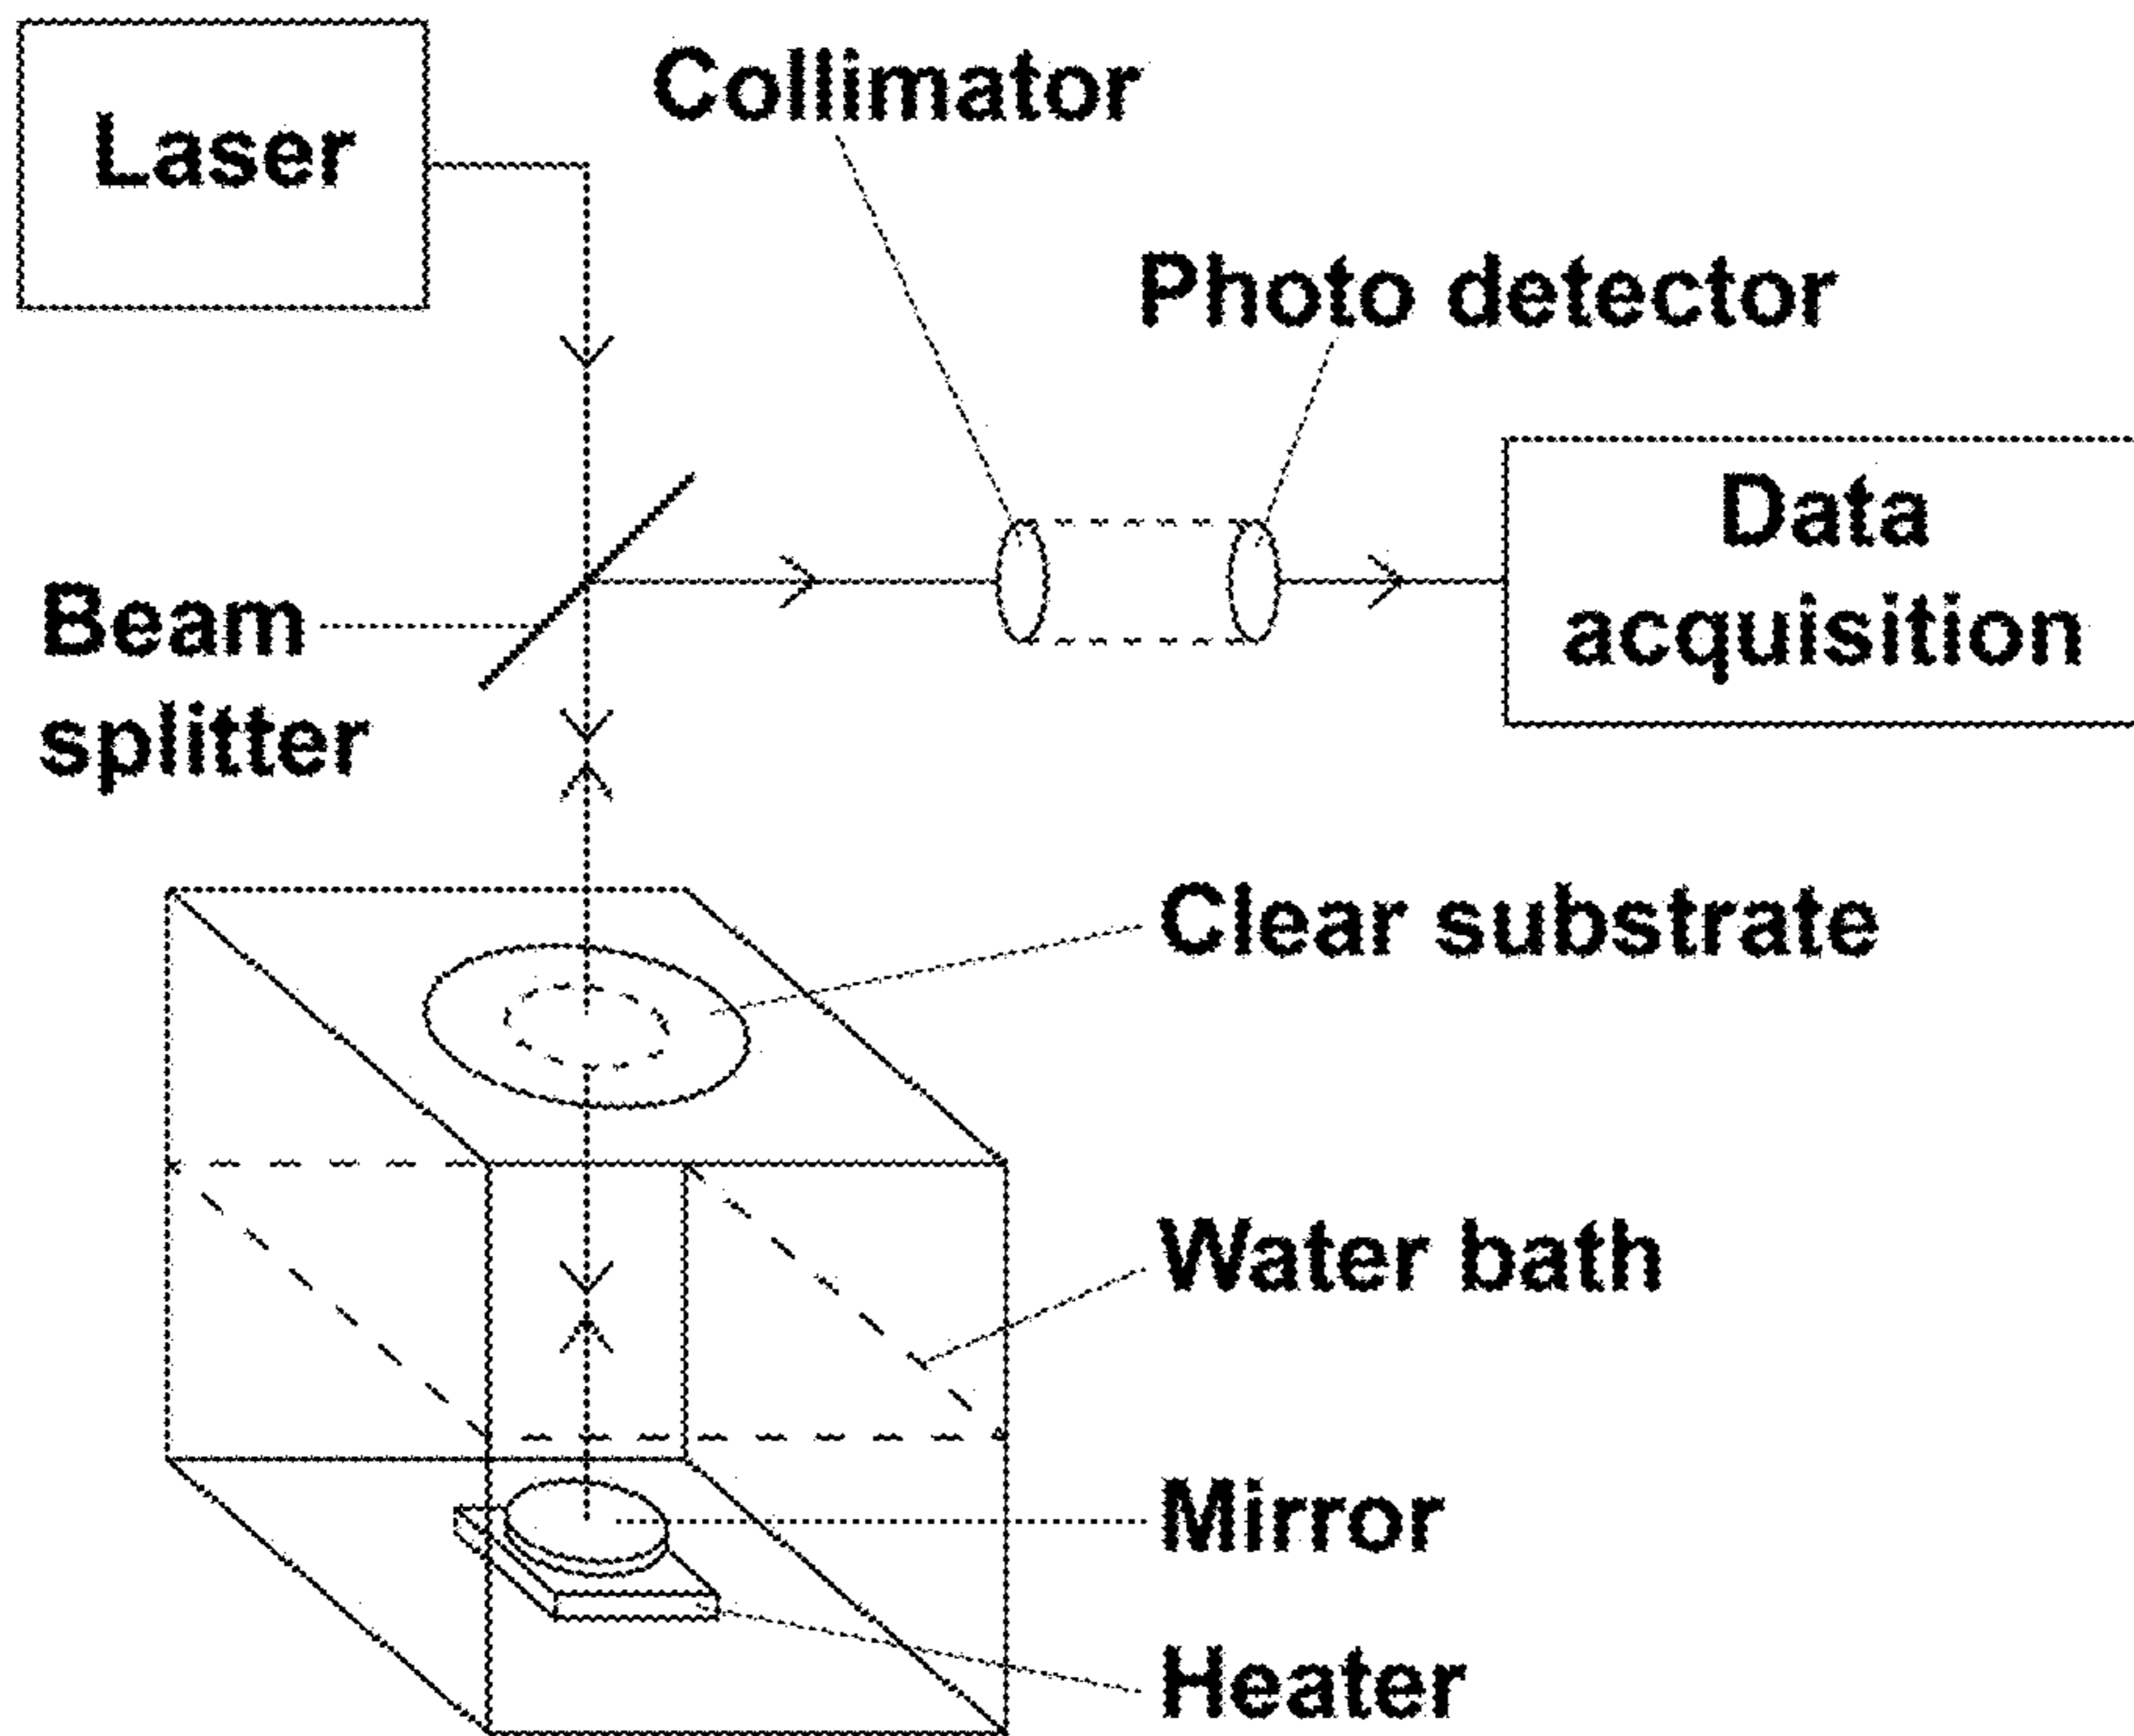 Laser
Collimator
Photo detector
Data
acquisition
Beam
splitter
Clear substrate
Water bath
Mirror
Heater